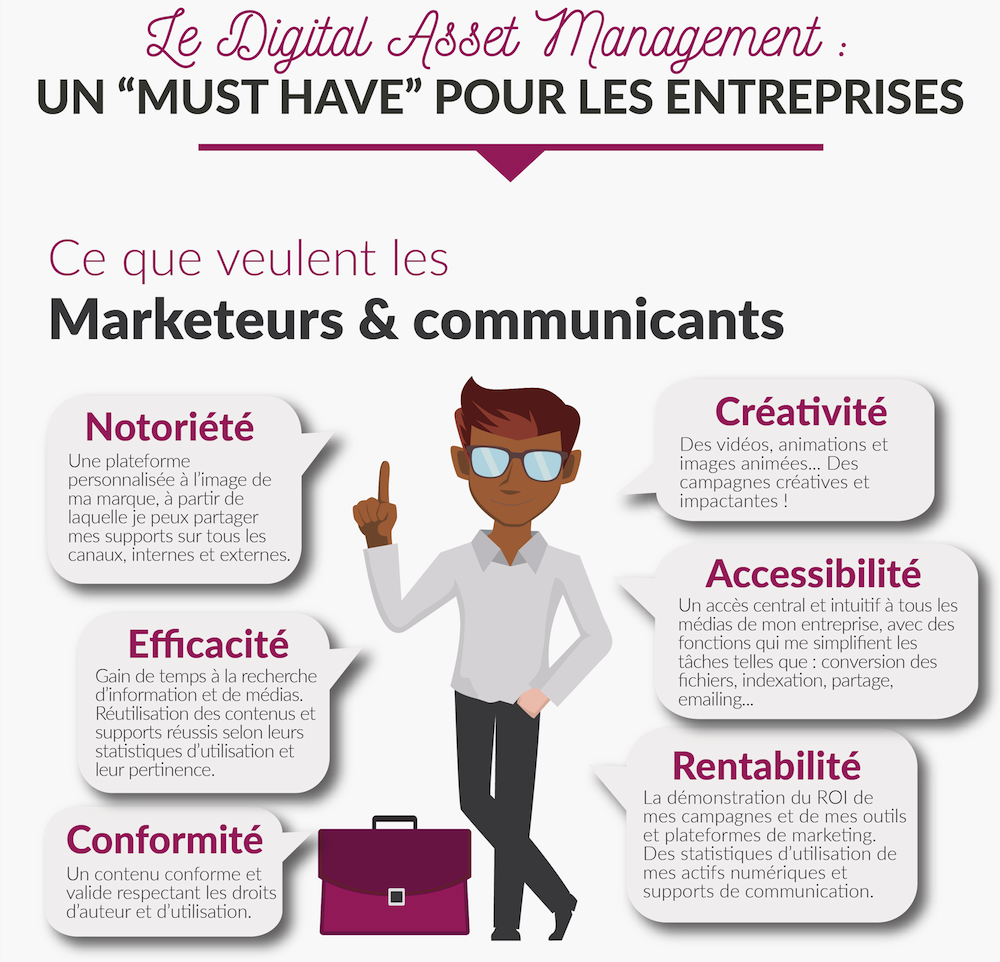 Le Digital Asset Management :
UN “MUST HAVE” POUR LES ENTREPRISES
Ce que veulent les
Marketeurs & communicants
Notoriété
Une plateforme
personnalisée à l’image de
ma marque, à partir de
laquelle je peux partager
mes supports sur tous les
canaux, internes et externes.
Efficacité
Gain de temps à la recherche
d’information et de médias.
Réutilisation des contenus et
supports réussis selon leurs
statistiques d’utilisation et
leur pertinence.
Conformité
Un contenu conforme et
valide respectant les droits
d’auteur et d’utilisation.
Créativité
Des vidéos, animations et
images animées... Des
campagnes créatives et
impactantes !
Accessibilité
Un accès central et intuitif à tous les
médias de mon entreprise, avec des
fonctions qui me simplifient les
tâches telles que : conversion des
fichiers, indexation, partage,
emailing...
Rentabilité
La démonstration du ROI de
mes campagnes et de mes outils
et plateformes de marketing.
Des statistiques d’utilisation de
mes actifs numériques et
supports de communication.